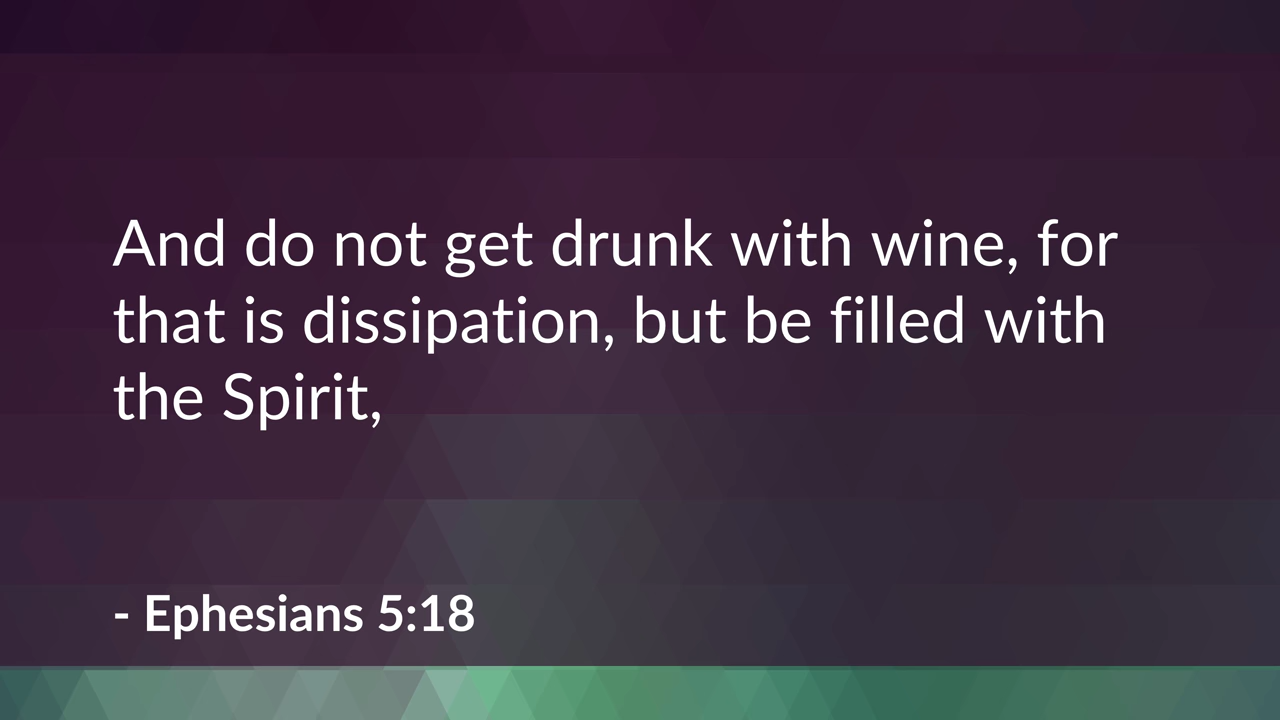 And do not get drunk with wine, for
that is dissipation, but be filled with
the Spirit,
- Ephesians 5:18